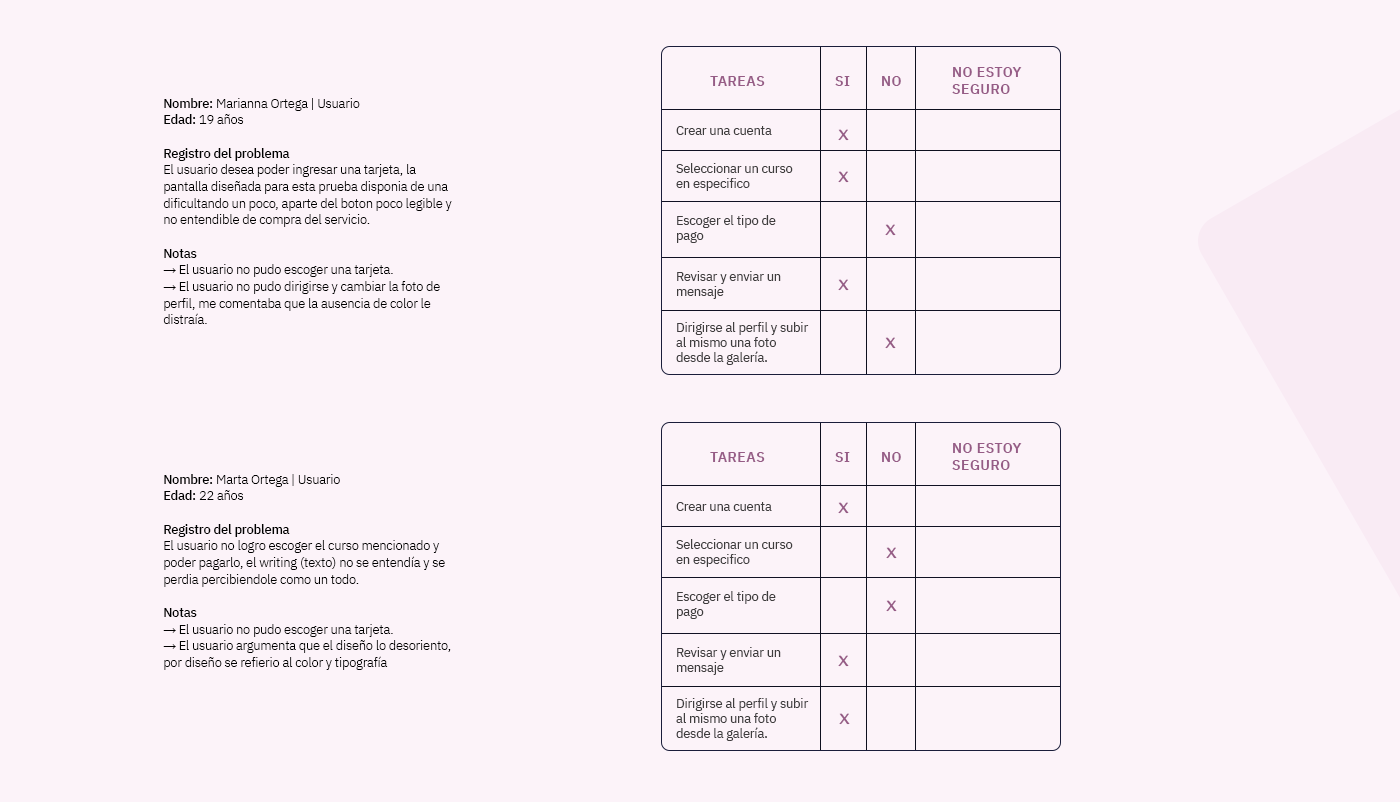 Nombre: Marianna Ortega | Usuario
Edad: 19 años
Registro del problema
El usuario desea poder ingresar una tarjeta, la
pantalla diseñada para esta prueba disponia de una
dificultando un poco, aparte del boton poco legible y
no entendible de compra del servicio.
Notas
→ El usuario no pudo escoger una tarjeta.
→ El usuario no pudo dirigirse y cambiar la foto de
perfil, me comentaba que la ausencia de color le
distraía.
TAREAS SI NO NO ESTOY
SEGURO
Crear una cuenta X
Seleccionar un curso
en especifico X
Escoger el tipo de
pago X
Revisar y enviar un
mensaje X
Dirigirse al perfil y subir
al mismo una foto
desde la galería. X
Nombre: Marta Ortega | Usuario
Edad: 22 años
Registro del problema
El usuario no logro escoger el curso mencionado y
poder pagarlo, el writing (texto) no se entendía y se
perdia percibiendole como un todo.
Notas
→ El usuario no pudo escoger una tarjeta.
→ El usuario argumenta que el diseño lo desoriento,
por diseño se refierio al color y tipografía
TAREAS SI NO NO ESTOY
SEGURO
Crear una cuenta X
Seleccionar un curso
en especifico X
Escoger el tipo de
pago X
Revisar y enviar un
mensaje X
Dirigirse al perfil y subir
al mismo una foto
desde la galería. X